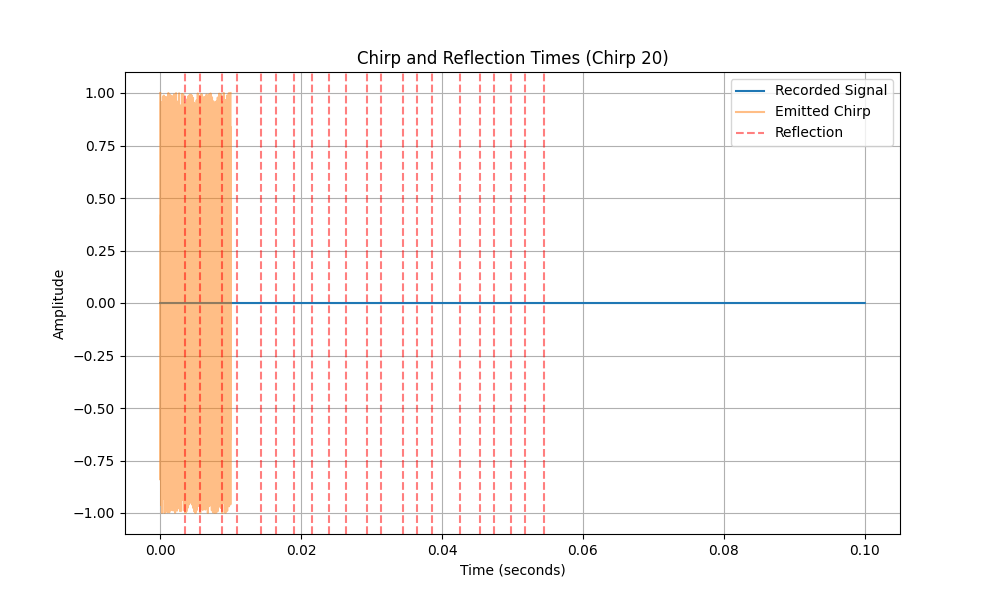 Chirp and Reflection Times (Chirp 20)
Recorded Signal
Emitted Chirp
Reflection
Amplitude
1.00
0.75
0.50
0.25
0.00
−0.25
−0.50
−0.75
−1.00
0.00 0.02 0.04 0.06 0.08 0.10
Time (seconds)